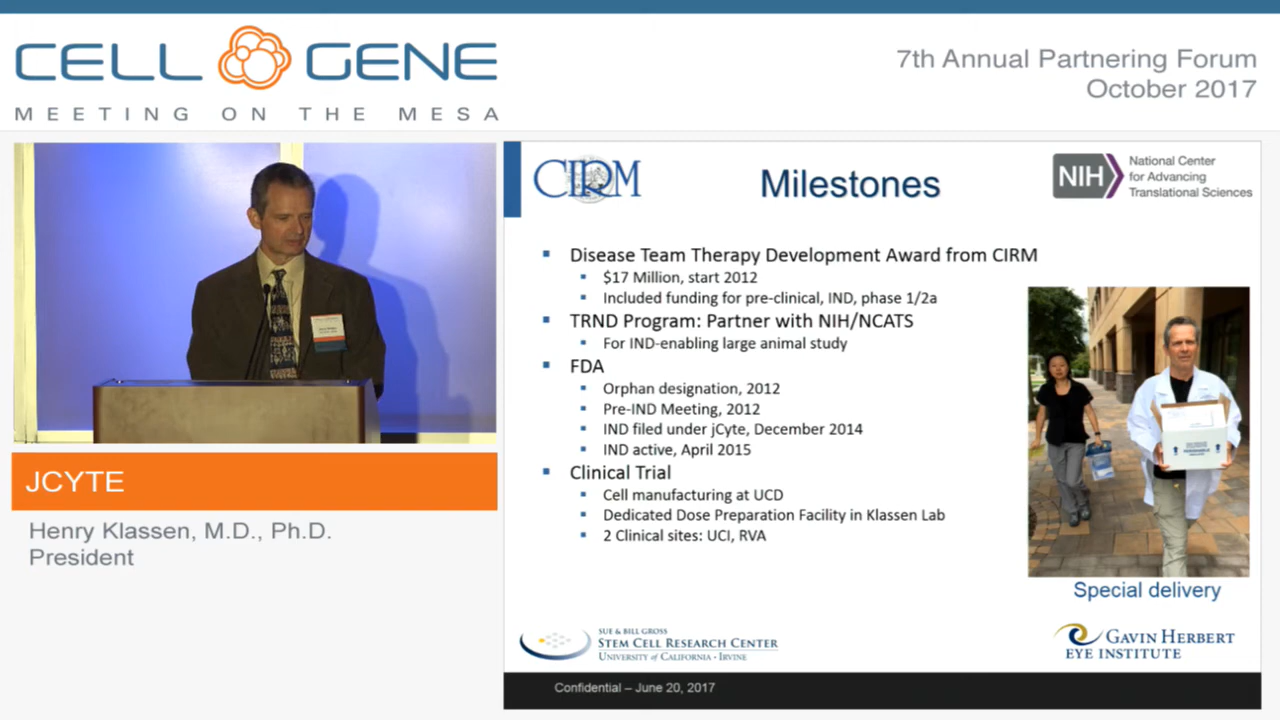 CELL GENE
MEETING ON THE MESA
7th Annual Partnering Forum
October 2017
JCYTE
Henry Klassen, M.D., Ph.D.
President
CIRM
Milestones
NIH
National Center
for Advancing
Translational Sciences
Disease Team Therapy Development Award from CIRM
$17 Million, start 2012
Included funding for pre-clinical, IND, phase 1/2a
TRND Program: Partner with NIH/NCATS
For IND-enabling large animal study
FDA
Orphan designation, 2012
Pre-IND Meeting, 2012
IND filed under jCyte, December 2014
IND active, April 2015
Clinical Trial
Cell manufacturing at UCD
Dedicated Dose Preparation Facility in Klassen Lab
2 Clinical sites: UCI, RVA
Special delivery
SUE & BILL GROSS
STEM CELL RESEARCH CENTER
UNIVERSITY OF CALIFORNIA · IRVINE
GAVIN HERBERT
EYE INSTITUTE
Confidential – June 20, 2017